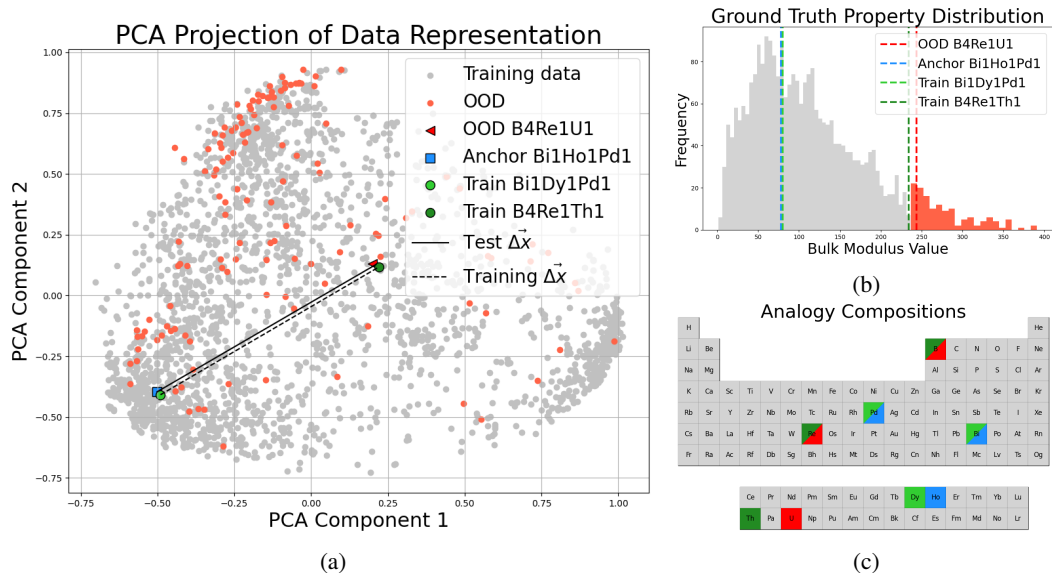 PCA Projection of Data Representation
PCA Component 2
1.00
0.75
0.50
0.25
0.00
−0.25
−0.50
−0.75
Training data
OOD
OOD B4Re1U1
Anchor Bi1Ho1Pd1
Train Bi1Dy1Pd1
Train B4Re1Th1
Test Δx⃗
Training Δx⃗
−0.75 −0.50 −0.25 0.00 0.25 0.50 0.75 1.00
PCA Component 1
(a)
Ground Truth Property Distribution
Frequency
80
60
40
20
0
OOD B4Re1U1
Anchor Bi1Ho1Pd1
Train Bi1Dy1Pd1
Train B4Re1Th1
0 50 100 150 200 250 300 350 400
Bulk Modulus Value
(b)
Analogy Compositions
H He
Li Be B C N O F Ne
Na Mg Al Si P S Cl Ar
K Ca Sc Ti V Cr Mn Fe Co Ni Cu Zn Ga Ge As Se Br Kr
Rb Sr Y Zr Nb Mo Tc Ru Rh Pd Ag Cd In Sn Sb Te I Xe
Cs Ba La Hf Ta W Re Os Ir Pt Au Hg Tl Pb Bi Po At Rn
Fr Ra Ac Rf Db Sg Bh Hs Mt Ds Rg Cn Nh Fl Mc Lv Ts Og
Ce Pr Nd Pm Sm Eu Gd Tb Dy Ho Er Tm Yb Lu
Th Pa U Np Pu Am Cm Bk Cf Es Fm Md No Lr
(c)